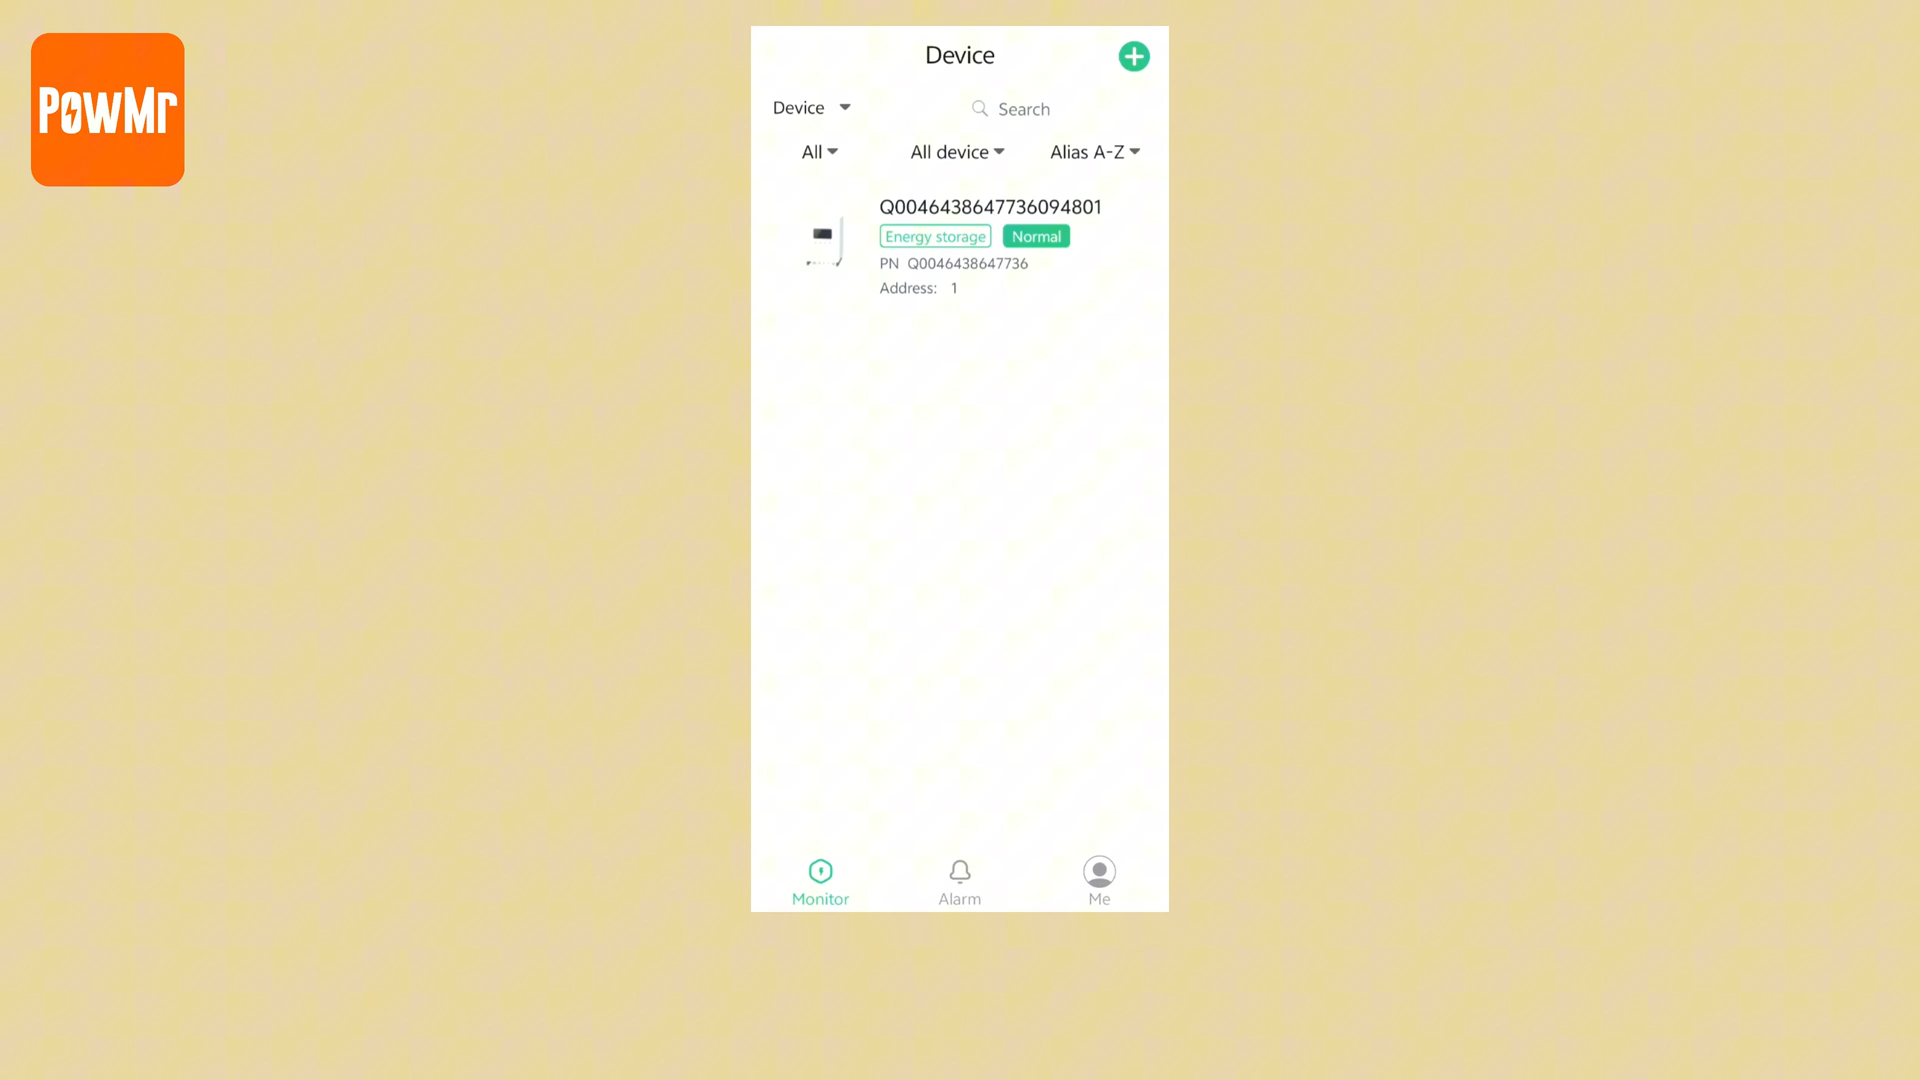 PowMr
Device
Device
Search
All
All device
Alias A-Z
Q0046438647736094801
Energy storage
Normal
PN Q0046438647736
Address: 1
Monitor
Alarm
Me